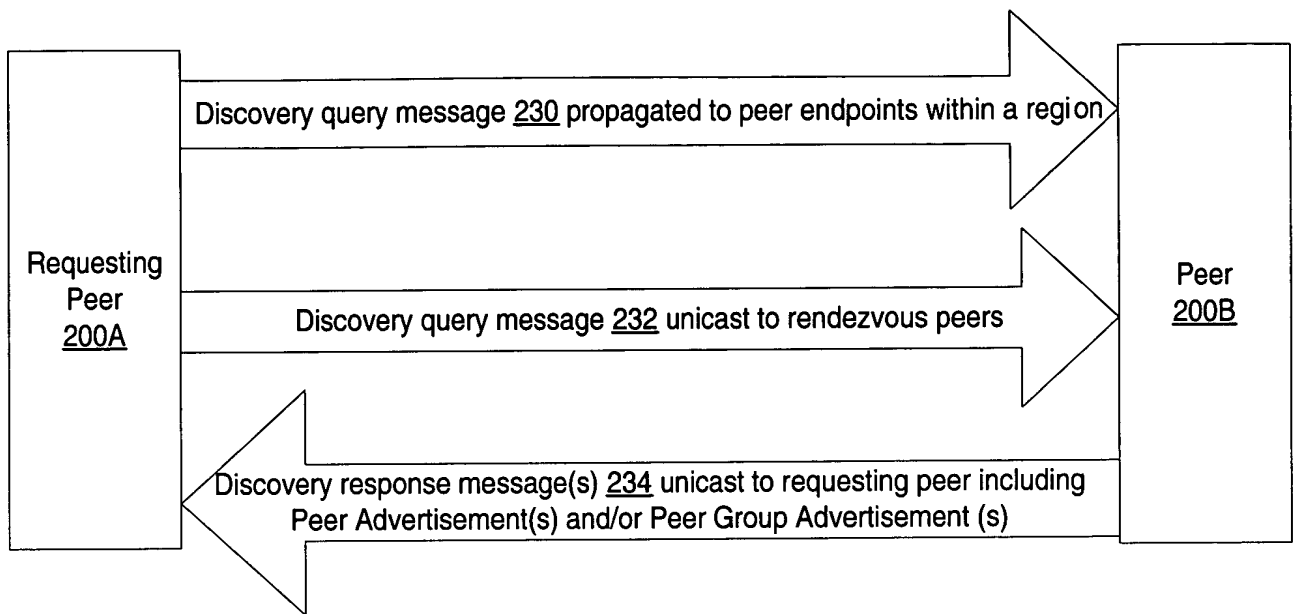 Discovery query message 230 propagated to peer endpoints within a region
Requesting
Peer
200A
Discovery query message 232 unicast to rendezvous peers
Peer
200B
Discovery response message(s) 234 unicast to requesting peer including
Peer Advertisement(s) and/or Peer Group Advertisement (s)